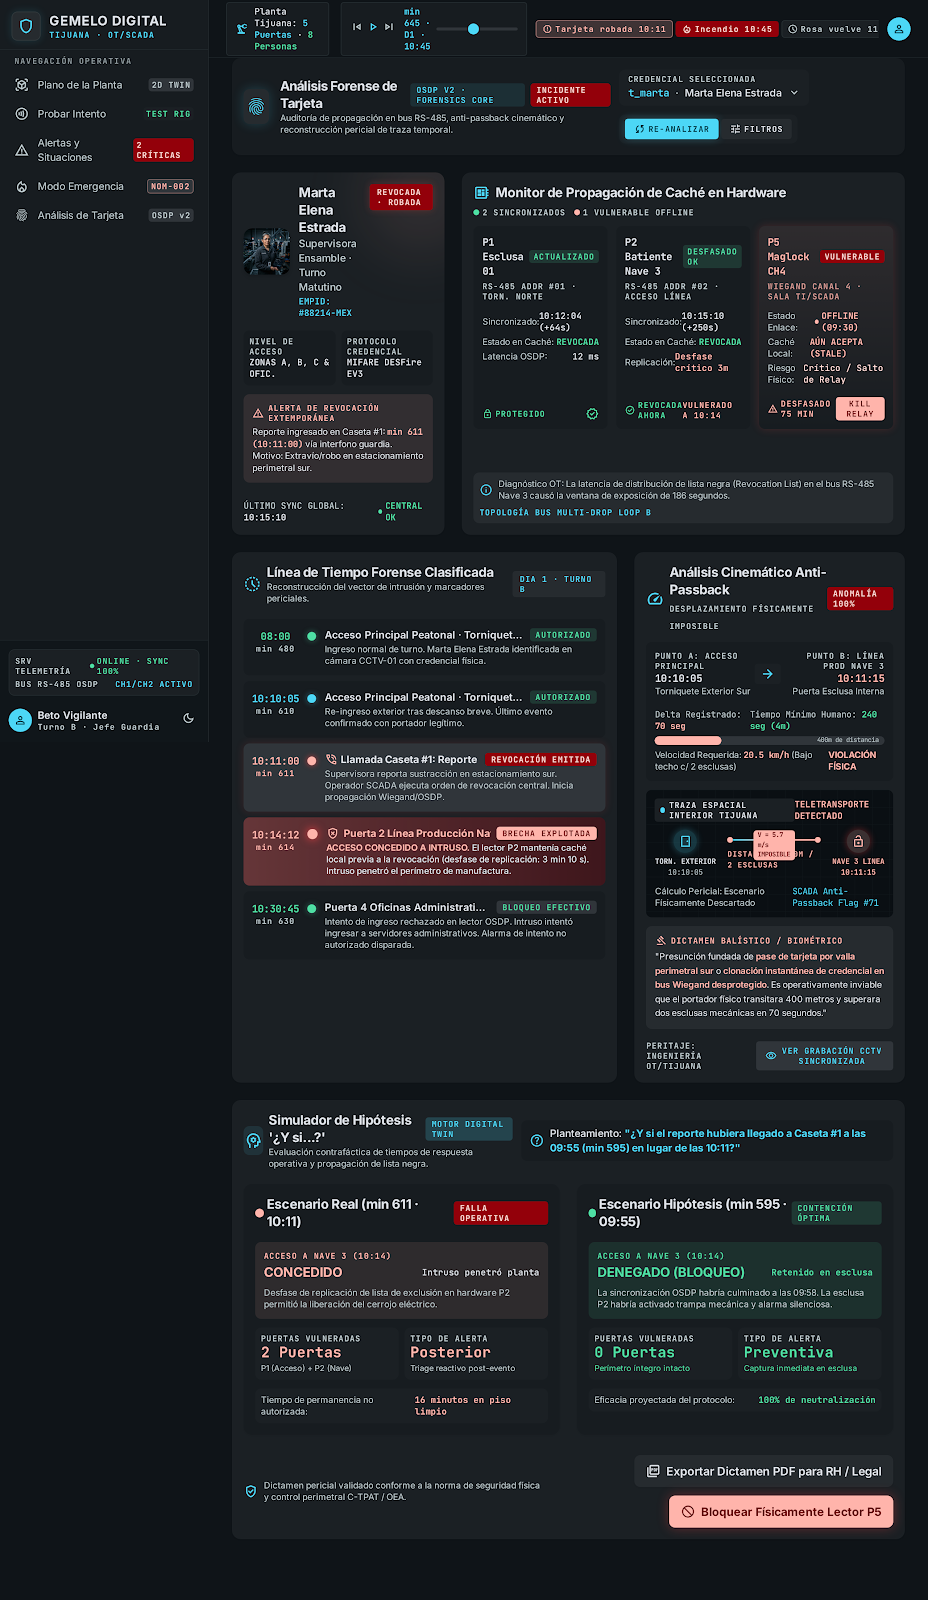 GEMELO DIGITAL
TIJUANA · OT/SCADA
NAVEGACIÓN OPERATIVA
Plano de la Planta
2D TWIN
Probar Intento
TEST RIG
Alertas y
Situaciones
2
CRÍTICAS
Modo Emergencia
NOM-002
Análisis de Tarjeta
OSDP v2
SRV
TELEMETRÍA
ONLINE · SYNC
100%
BUS RS-485 OSDP
CH1/CH2 ACTIVO
Beto Vigilante
Turno B · Jefe Guardia
Planta
Tijuana: 5
Puertas · 8
Personas
min
645 ·
D1 ·
10:45
Tarjeta robada 10:11
Incendio 10:45
Rosa vuelve 11
Análisis Forense de
Tarjeta
OSDP V2 ·
FORENSICS CORE
INCIDENTE
ACTIVO
Auditoría de propagación en bus RS-485, anti-passback cinemático y
reconstrucción pericial de traza temporal.
CREDENCIAL SELECCIONADA
t_marta · Marta Elena Estrada
RE-ANALIZAR
FILTROS
Marta
Elena
Estrada
REVOCADA
· ROBADA
Supervisora
Ensamble ·
Turno
Matutino
EMPID:
#88214-MEX
NIVEL DE
ACCESO
ZONAS A, B, C &
OFIC.
PROTOCOLO
CREDENCIAL
MIFARE DESFire
EV3
ALERTA DE REVOCACIÓN
EXTEMPORÁNEA
Reporte ingresado en Caseta #1: min 611
(10:11:00) vía interfono guardia.
Motivo: Extravío/robo en estacionamiento
perimetral sur.
ÚLTIMO SYNC GLOBAL:
10:15:10
CENTRAL
OK
Monitor de Propagación de Caché en Hardware
2 SINCRONIZADOS
1 VULNERABLE OFFLINE
P1
Esclusa
01
ACTUALIZADO
RS-485 ADDR #01 ·
TORN. NORTE
Sincronizado: 10:12:04
(+64s)
Estado en Caché: REVOCADA
Latencia OSDP: 12 ms
PROTEGIDO
P2
Batiente
Nave 3
DESFASADO
OK
RS-485 ADDR #02 ·
ACCESO LÍNEA
Sincronizado: 10:15:10
(+250s)
Estado en Caché: REVOCADA
Replicación: Desfase
crítico 3m
REVOCADA
AHORA
VULNERADO
A 10:14
P5
Maglock
CH4
VULNERABLE
WIEGAND CANAL 4 ·
SALA TI/SCADA
Estado
Enlace:
OFFLINE
(09:30)
Caché
Local:
AÚN ACEPTA
(STALE)
Riesgo
Físico:
Crítico / Salto
de Relay
DESFASADO
75 MIN
KILL
RELAY
Diagnóstico OT: La latencia de distribución de lista negra (Revocation List) en el bus RS-485
Nave 3 causó la ventana de exposición de 186 segundos.
TOPOLOGÍA BUS MULTI-DROP LOOP B
Línea de Tiempo Forense Clasificada
Reconstrucción del vector de intrusión y marcadores
periciales.
DIA 1 · TURNO
B
08:00
min 480
Acceso Principal Peatonal · Torniquet...
AUTORIZADO
Ingreso normal de turno. Marta Elena Estrada identificada en
cámara CCTV-01 con credencial física.
10:10:05
min 610
Acceso Principal Peatonal · Torniquet...
AUTORIZADO
Re-ingreso exterior tras descanso breve. Último evento
confirmado con portador legítimo.
10:11:00
min 611
Llamada Caseta #1: Reporte
REVOCACIÓN EMITIDA
Supervisora reporta sustracción en estacionamiento sur.
Operador SCADA ejecuta orden de revocación central. Inicia
propagación Wiegand/OSDP.
10:14:12
min 614
Puerta 2 Línea Producción Na
BRECHA EXPLOTADA
ACCESO CONCEDIDO A INTRUSO. El lector P2 mantenía caché
local previa a la revocación (desfase de replicación: 3 min 10 s).
Intruso penetró el perímetro de manufactura.
10:30:45
min 630
Puerta 4 Oficinas Administrati...
BLOQUEO EFECTIVO
Intento de ingreso rechazado en lector OSDP. Intruso intentó
ingresar a servidores administrativos. Alarma de intento no
autorizado disparada.
Análisis Cinemático Anti-
Passback
DESPLAZAMIENTO FÍSICAMENTE
IMPOSIBLE
ANOMALÍA
100%
PUNTO A: ACCESO
PRINCIPAL
10:10:05
Torniquete Exterior Sur
PUNTO B: LÍNEA
PROD NAVE 3
10:11:15
Puerta Esclusa Interna
Delta Registrado:
70 seg
Tiempo Mínimo Humano: 240
seg (4m)
400m de distancia
Velocidad Requerida: 20.5 km/h (Bajo
techo c/ 2 esclusas)
VIOLACIÓN
FÍSICA
TRAZA ESPACIAL
INTERIOR TIJUANA
TELETRANSPORTE
DETECTADO
V = 5.7
m/s
IMPOSIBLE
2 ESCLUSAS
TORN. EXTERIOR
10:10:05
NAVE 3 LINEA
10:11:15
Cálculo Pericial: Escenario
Físicamente Descartado
SCADA Anti-
Passback Flag #71
DICTAMEN BALÍSTICO / BIOMÉTRICO
"Presunción fundada de pase de tarjeta por valla
perimetral sur o clonación instantánea de credencial en
bus Wiegand desprotegido. Es operativamente inviable
que el portador físico transitara 400 metros y superara
dos esclusas mecánicas en 70 segundos."
PERITAJE:
INGENIERÍA
OT/TIJUANA
VER GRABACIÓN CCTV
SINCRONIZADA
Simulador de Hipótesis
'¿Y si...?'
MOTOR DIGITAL
TWIN
Evaluación contrafáctica de tiempos de respuesta
operativa y propagación de lista negra.
Planteamiento: "¿Y si el reporte hubiera llegado a Caseta #1 a las
09:55 (min 595) en lugar de las 10:11?"
Escenario Real (min 611 ·
10:11)
FALLA
OPERATIVA
ACCESO A NAVE 3 (10:14)
CONCEDIDO
Intruso penetró planta
Desfase de replicación de lista de exclusión en hardware P2
permitió la liberación del cerrojo eléctrico.
PUERTAS VULNERADAS
2 Puertas
P1 (Acceso) + P2 (Nave)
TIPO DE ALERTA
Posterior
Triage reactivo post-evento
Tiempo de permanencia no
autorizada:
16 minutos en piso
limpio
Escenario Hipótesis (min 595 ·
09:55)
CONTENCIÓN
ÓPTIMA
ACCESO A NAVE 3 (10:14)
DENEGADO (BLOQUEO)
Retenido en esclusa
La sincronización OSDP habría culminado a las 09:58. La esclusa
P2 habría activado trampa mecánica y alarma silenciosa.
PUERTAS VULNERADAS
0 Puertas
Perímetro íntegro intacto
TIPO DE ALERTA
Preventiva
Captura inmediata en esclusa
Eficacia proyectada del protocolo:
100% de neutralización
Dictamen pericial validado conforme a la norma de seguridad física
y control perimetral C-TPAT / OEA.
Exportar Dictamen PDF para RH / Legal
Bloquear Físicamente Lector P5